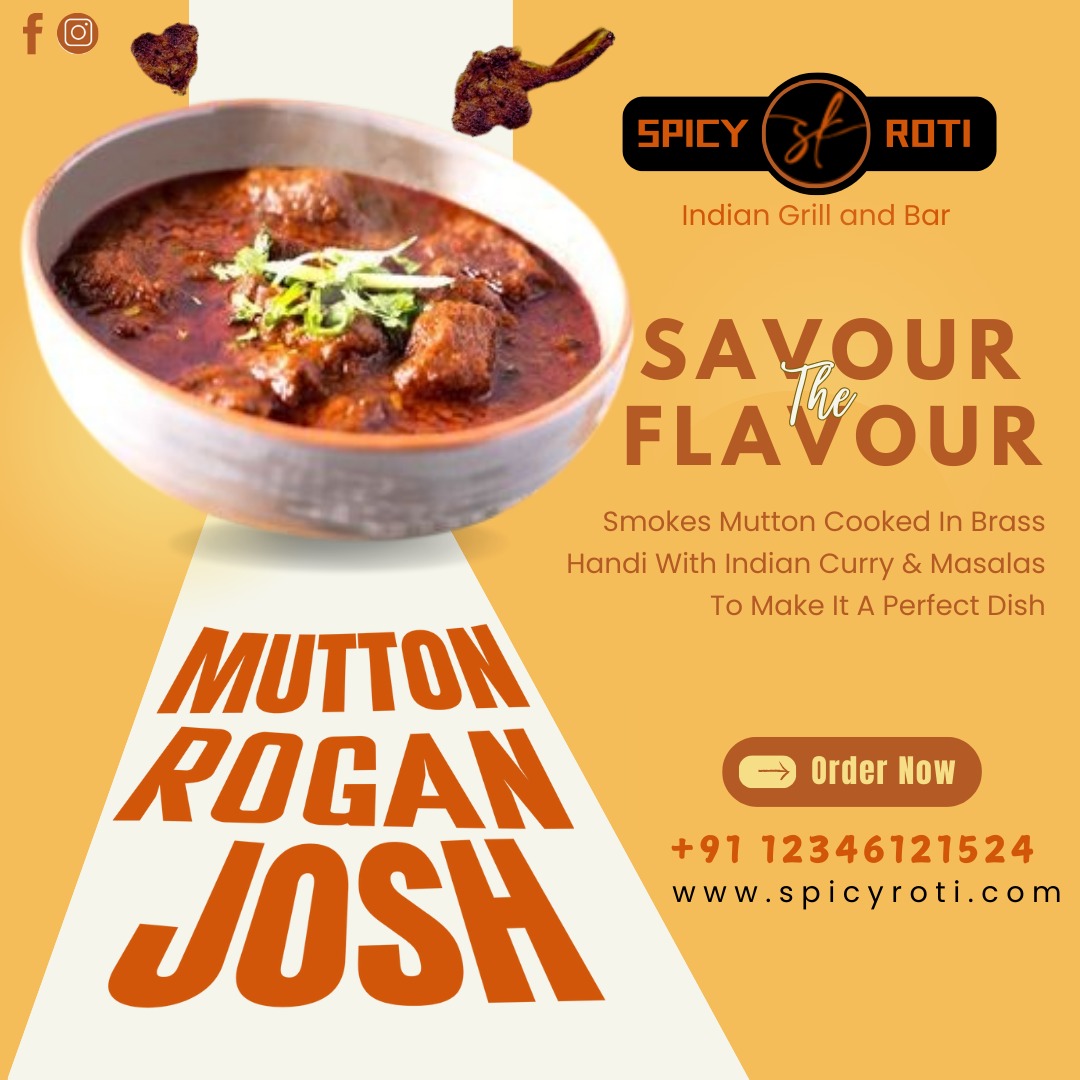 SPICY sk ROTI
Indian Grill and Bar
SAVOUR
The
FLAVOUR
Smokes Mutton Cooked In Brass
Handi With Indian Curry & Masalas
To Make It A Perfect Dish
MUTTON
ROGAN
JOSH
Order Now
+91 12346121524
www.spicyroti.com